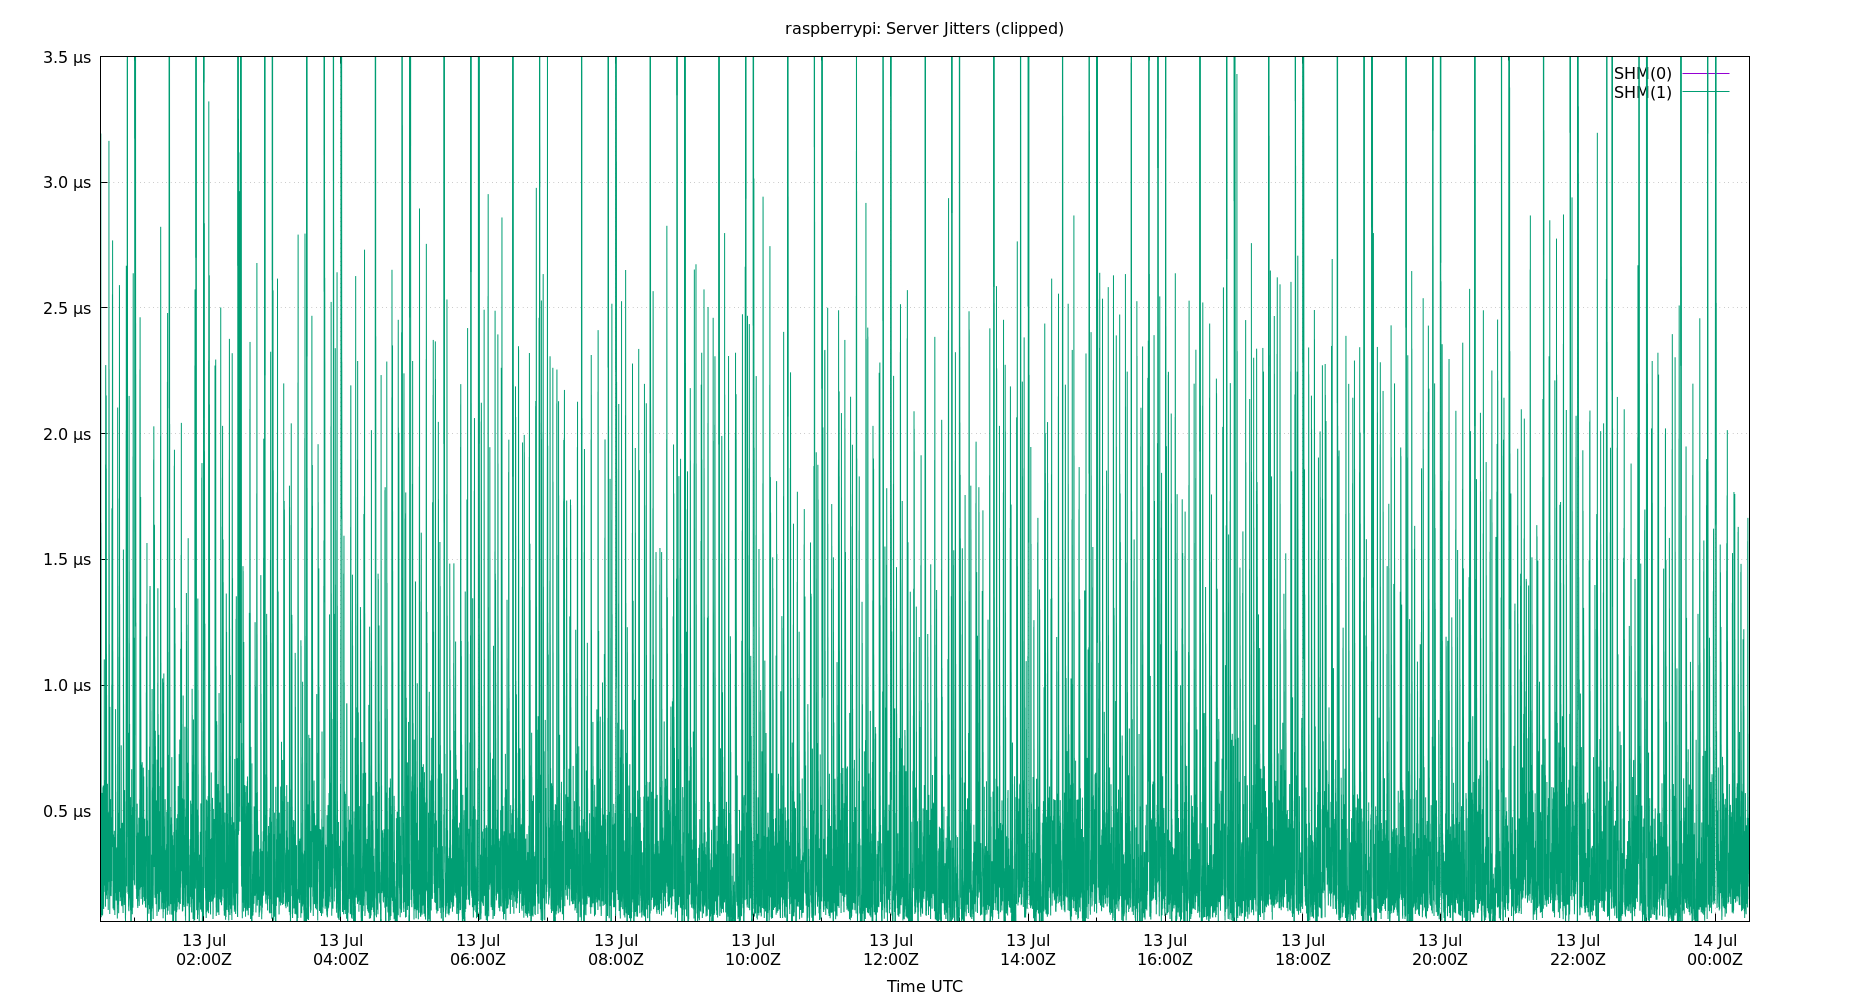 raspberrypi: Server Jitters (clipped)
3.5 µs
3.0 µs
2.5 µs
2.0 µs
1.5 µs
1.0 µs
0.5 µs
SHM(0)
SHM(1)
13 Jul 13 Jul 13 Jul 13 Jul 13 Jul 13 Jul 13 Jul 13 Jul 13 Jul 13 Jul 13 Jul 14 Jul
02:00Z 04:00Z 06:00Z 08:00Z 10:00Z 12:00Z 14:00Z 16:00Z 18:00Z 20:00Z 22:00Z 00:00Z
Time UTC